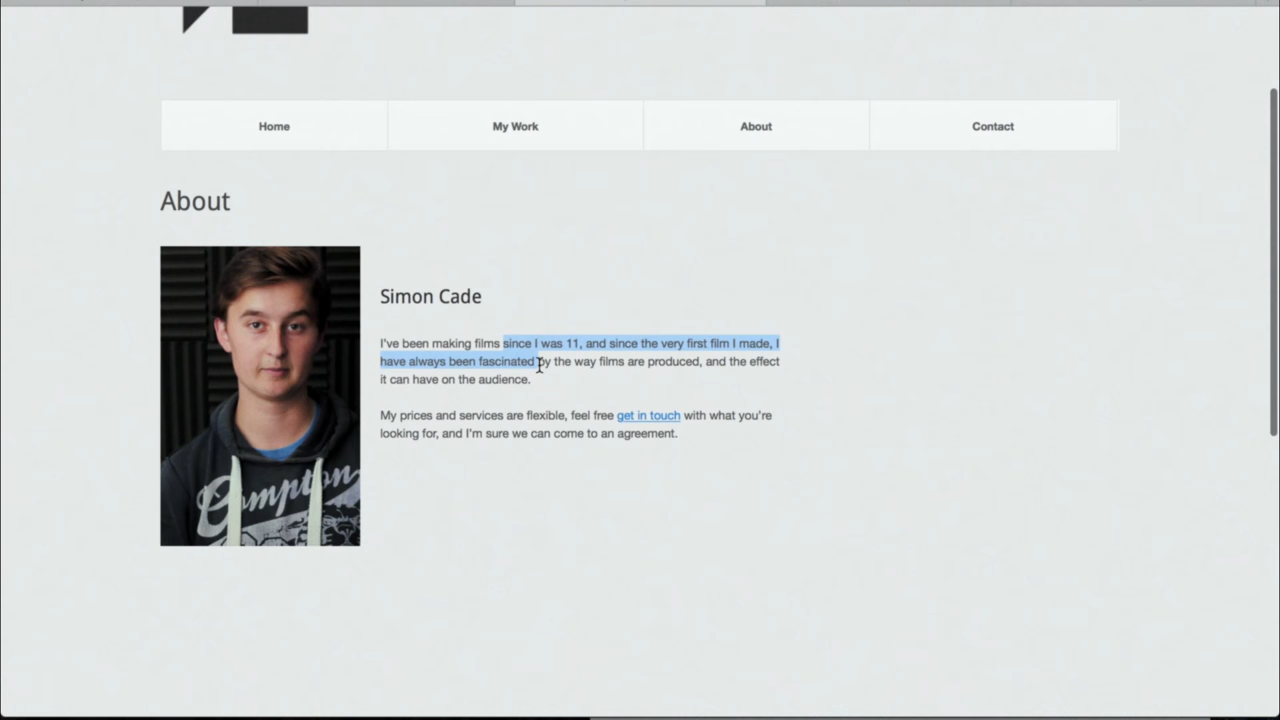 Home
My Work
About
Contact
About
Simon Cade
I've been making films since I was 11, and since the very first film I made, I
have always been fascinated by the way films are produced, and the effect
it can have on the audience.
My prices and services are flexible, feel free get in touch with what you're
looking for, and I'm sure we can come to an agreement.
Compton